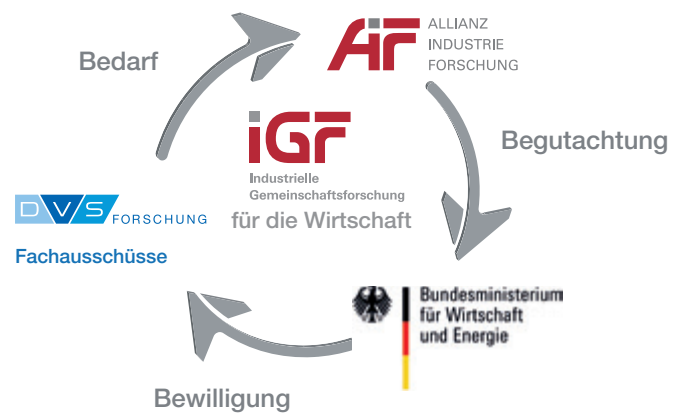 Bedarf
AiF
ALLIANZ
INDUSTRIE
FORSCHUNG
Begutachtung
iGF
Industrielle
Gemeinschaftsforschung
für die Wirtschaft
DVS FORSCHUNG
Fachausschüsse
Bundesministerium
für Wirtschaft
und Energie
Bewilligung